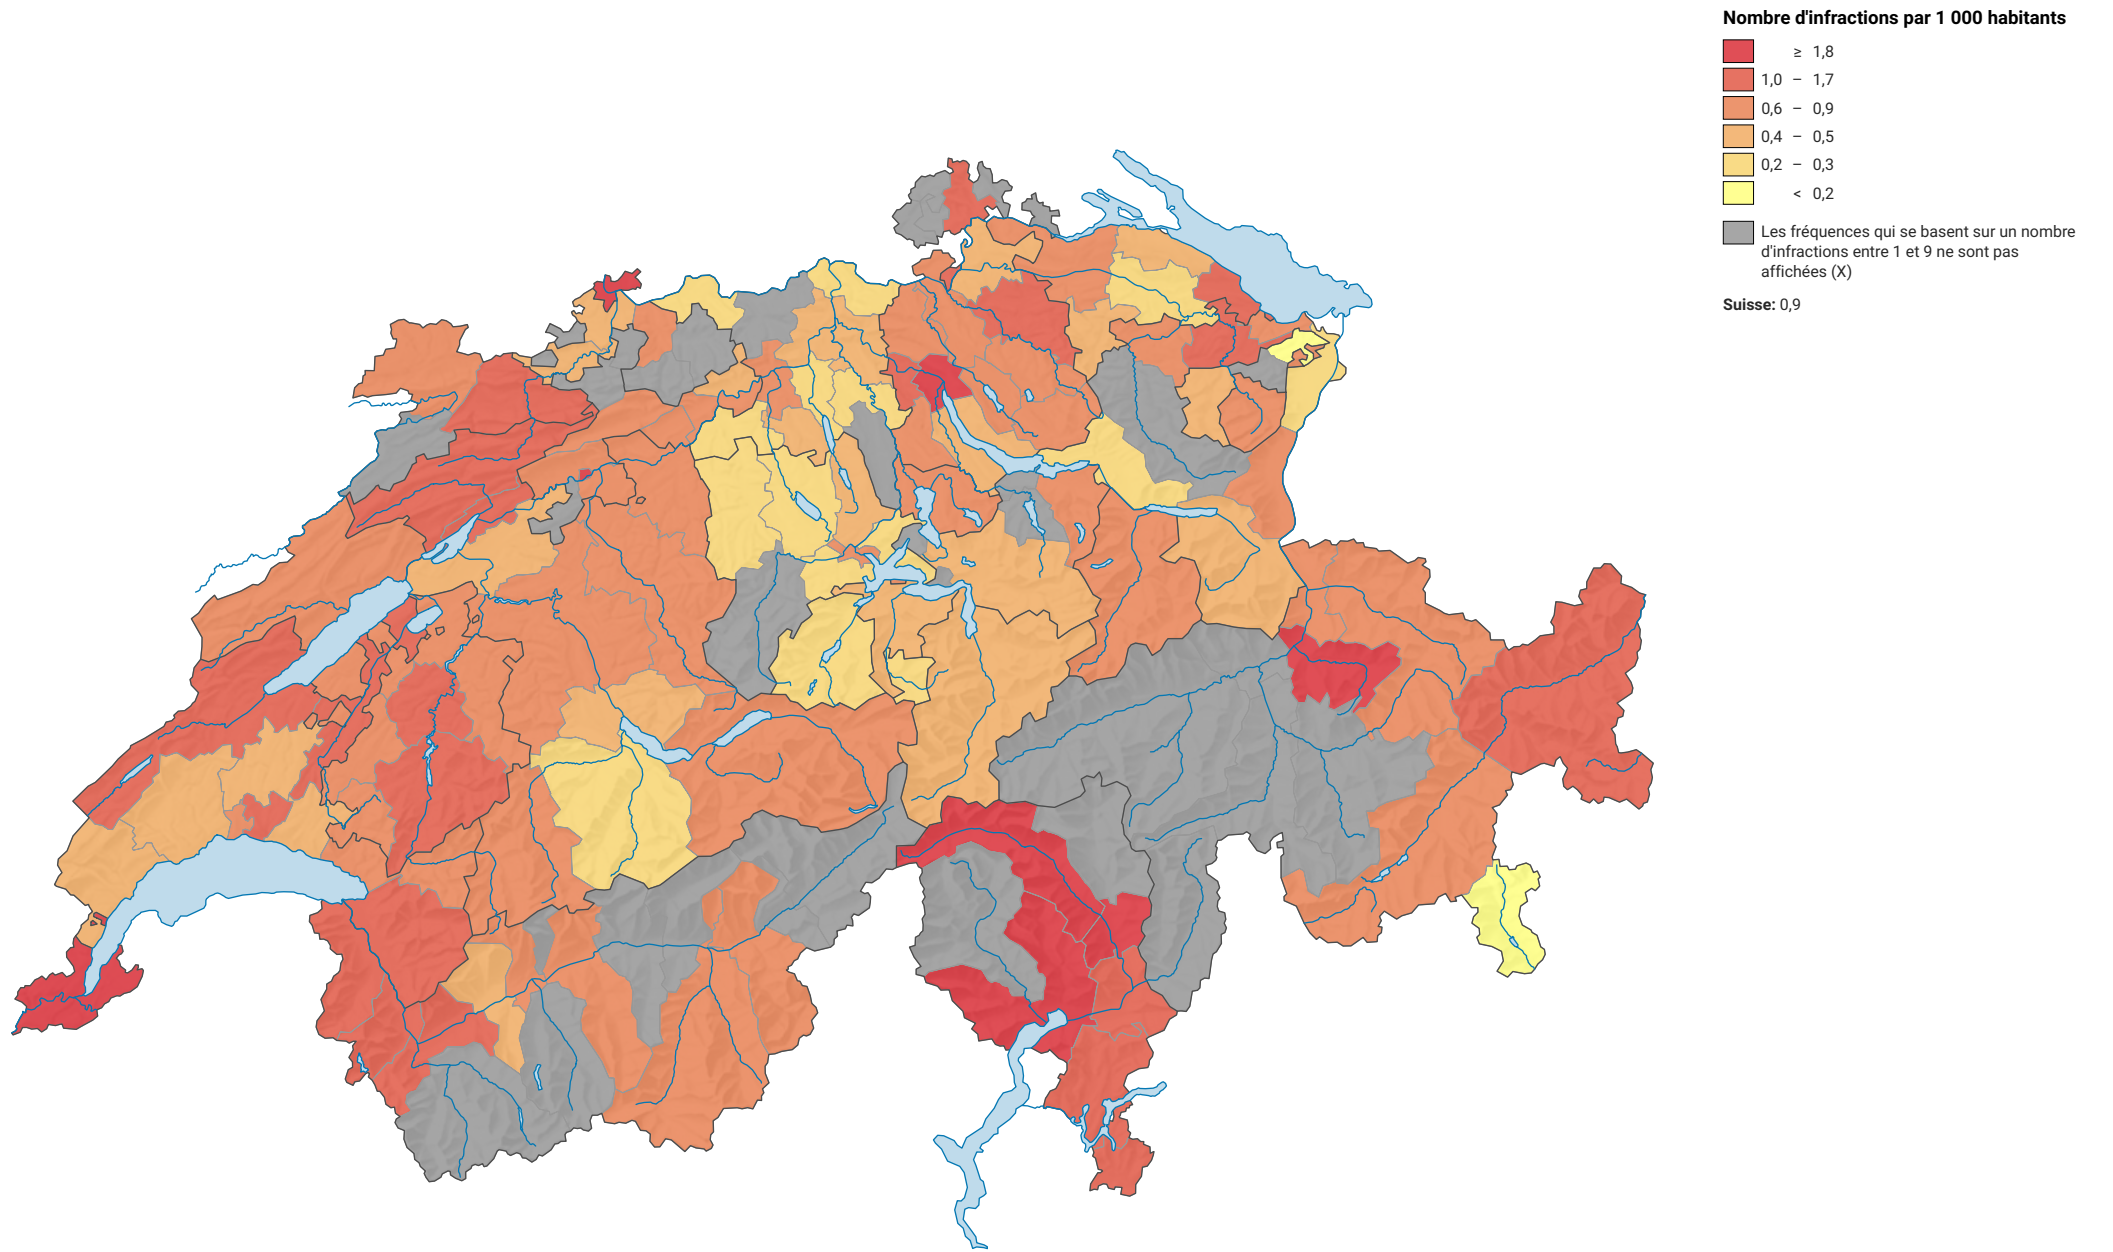 Nombre d'infractions par 1 000 habitants
≥ 1,8
1,0 – 1,7
0,6 – 0,9
0,4 – 0,5
0,2 – 0,3
< 0,2
Les fréquences qui se basent sur un nombre
d'infractions entre 1 et 9 ne sont pas
affichées (X)
Suisse: 0,9